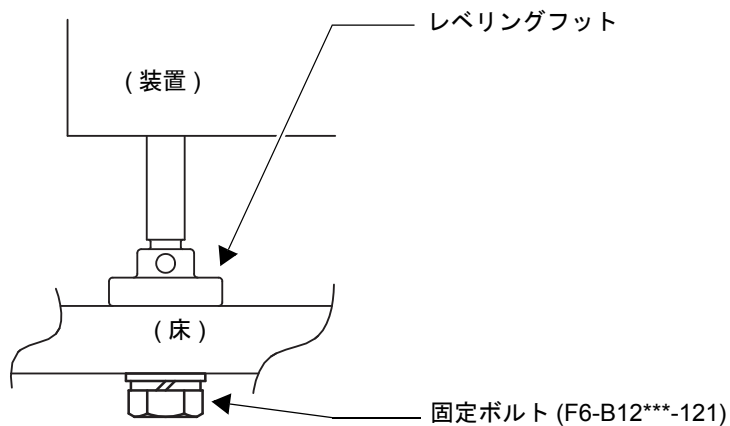 レベリングフット
( 装置 )
( 床 )
固定ボルト (F6-B12***-121)